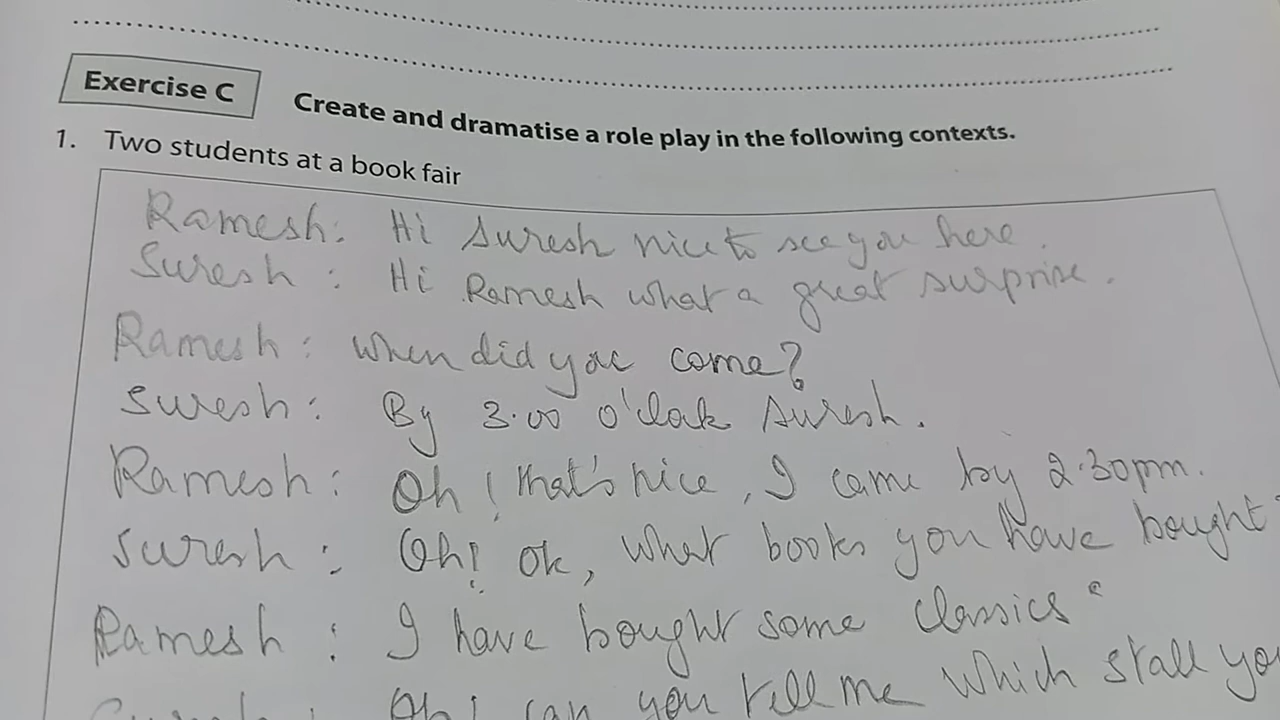 Exercise C Create and dramatise a role play in the following contexts.
1. Two students at a book fair
Ramesh: Hi Suresh nice to see you here.
Suresh : Hi Ramesh what a great surprise.
Ramesh : When did you come?
Suresh : By 3.00 o'clock Suresh.
Ramesh : Oh! that's nice, I came by 2.30pm.
Suresh : Oh! ok, what books you have bought
Ramesh : I have bought some classics
Oh! can you tell me which stall